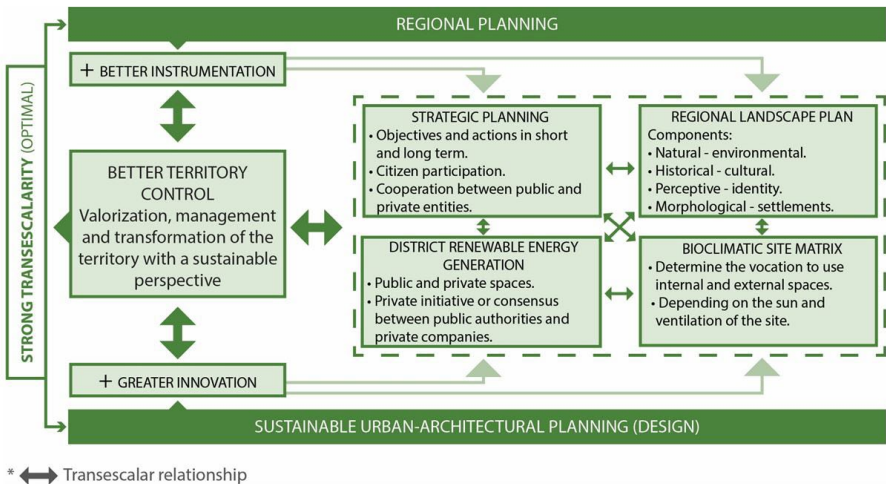 REGIONAL PLANNING
+ BETTER INSTRUMENTATION
STRONG TRANSESCALARITY (OPTIMAL)
BETTER TERRITORY
CONTROL
Valorization, management
and transformation of the
territory with a sustainable
perspective
STRATEGIC PLANNING
• Objectives and actions in short
and long term.
• Citizen participation.
• Cooperation between public and
private entities.
REGIONAL LANDSCAPE PLAN
Components:
• Natural - environmental.
• Historical - cultural.
• Perceptive - identity.
• Morphological - settlements.
DISTRICT RENEWABLE ENERGY
GENERATION
• Public and private spaces.
• Private initiative or consensus
between public authorities and
private companies.
BIOCLIMATIC SITE MATRIX
• Determine the vocation to use
internal and external spaces.
• Depending on the sun and
ventilation of the site.
+ GREATER INNOVATION
SUSTAINABLE URBAN-ARCHITECTURAL PLANNING (DESIGN)
* Transescalar relationship